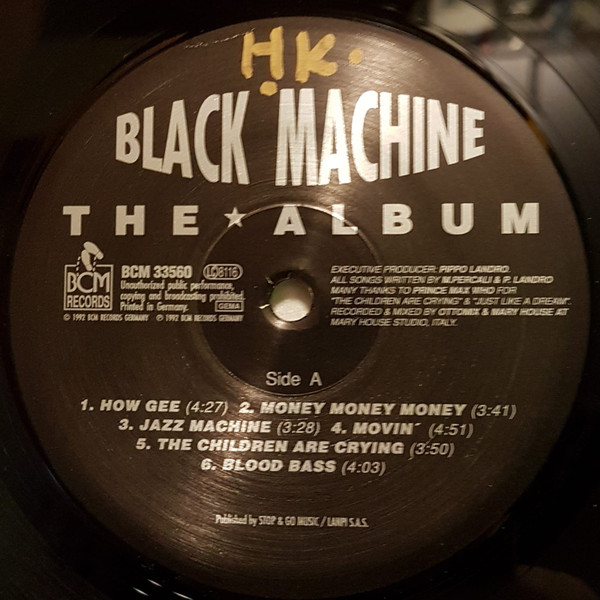 HK.
BLACK MACHINE
THE★ALBUM
BCM RECORDS
BCM 33560 LC 8116
Unauthorized public performance,
copying and broadcasting prohibited.
Printed in Germany. GEMA
© 1992 BCM RECORDS GERMANY ℗ 1992 BCM RECORDS GERMANY
EXECUTIVE PRODUCER: PIPPO LANDRO.
ALL SONGS WRITTEN BY M.PERCALI & P. LANDRO
MANY THANKS TO PRINCE MAX WHO FOR
"THE CHILDREN ARE CRYING" & "JUST LIKE A DREAM".
RECORDED & MIXED BY OTTOMIX & MARY HOUSE AT
MARY HOUSE STUDIO, ITALY.
Side A
1. HOW GEE (4:27) 2. MONEY MONEY MONEY (3:41)
3. JAZZ MACHINE (3:28) 4. MOVIN´ (4:51)
5. THE CHILDREN ARE CRYING (3:50)
6. BLOOD BASS (4:03)
Published by STOP & GO MUSIC / LANPI S.A.S.